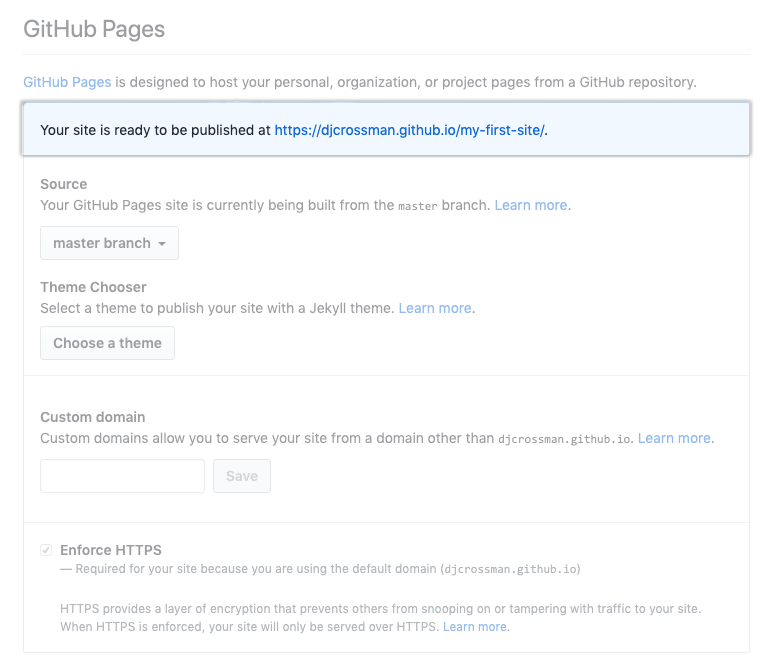 GitHub Pages
GitHub Pages is designed to host your personal, organization, or project pages from a GitHub repository.
Your site is ready to be published at https://djcrossman.github.io/my-first-site/.
Source
Your GitHub Pages site is currently being built from the master branch. Learn more.
master branch
Theme Chooser
Select a theme to publish your site with a Jekyll theme. Learn more.
Choose a theme
Custom domain
Custom domains allow you to serve your site from a domain other than djcrossman.github.io. Learn more.
Save
Enforce HTTPS
— Required for your site because you are using the default domain (djcrossman.github.io)
HTTPS provides a layer of encryption that prevents others from snooping on or tampering with traffic to your site.
When HTTPS is enforced, your site will only be served over HTTPS. Learn more.